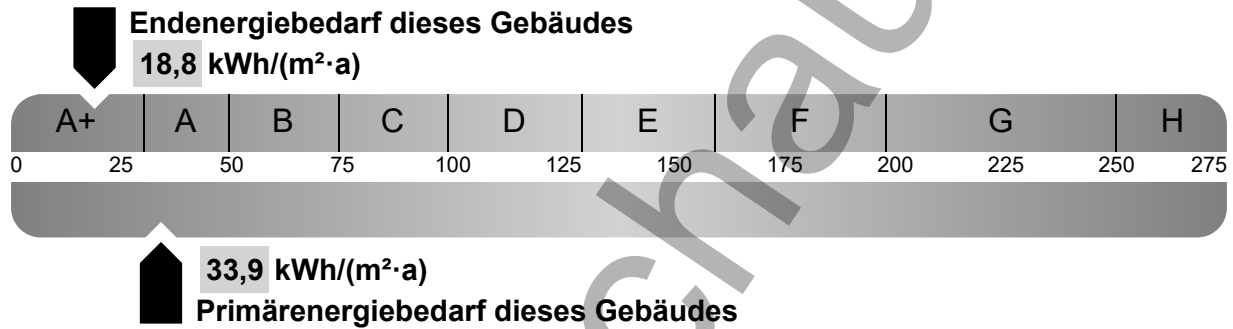 Endenergiebedarf dieses Gebäudes
18,8 kWh/(m²·a)
A+ A B C D E F G H
0 25 50 75 100 125 150 175 200 225 250 275
33,9 kWh/(m²·a)
Primärenergiebedarf dieses Gebäudes